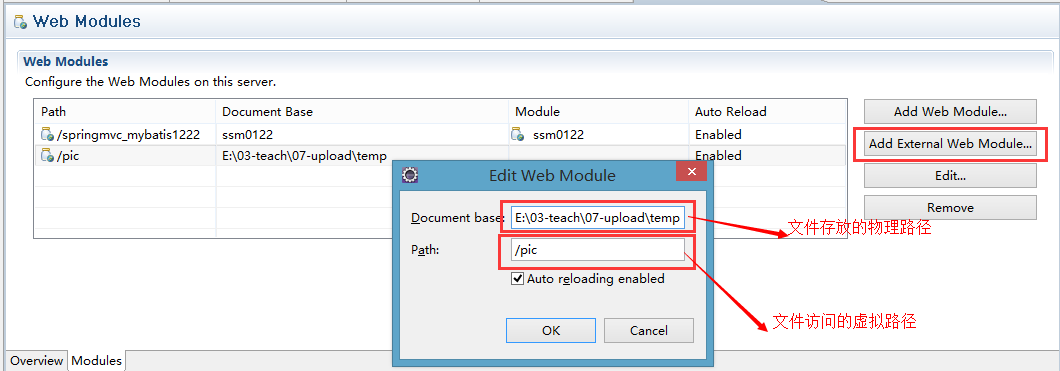 Web Modules
Web Modules
Configure the Web Modules on this server.
Path Document Base Module Auto Reload
/springmvc_mybatis1222 ssm0122 ssm0122 Enabled
/pic E:\03-teach\07-upload\temp Enabled
Add Web Module...
Add External Web Module...
Edit...
Remove
Edit Web Module
Document base: E:\03-teach\07-upload\temp
Path: /pic
Auto reloading enabled
OK Cancel
文件存放的物理路径
文件访问的虚拟路径
Overview Modules